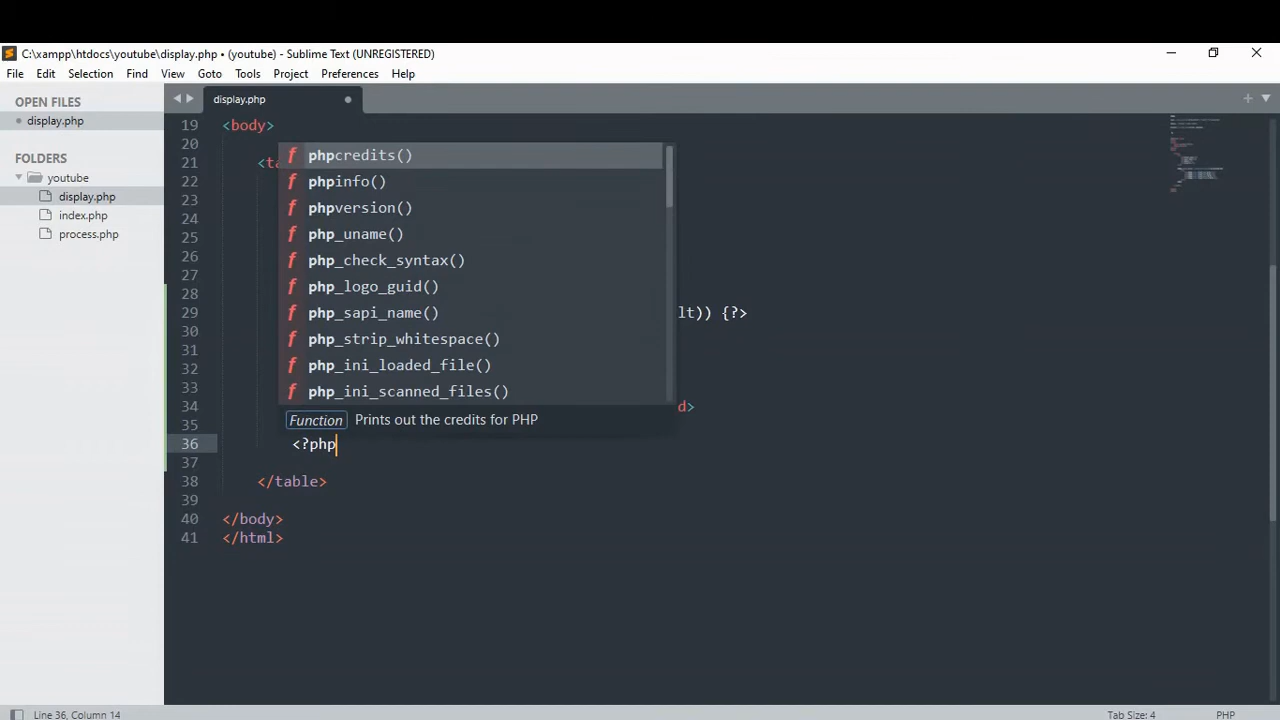 C:\xampp\htdocs\youtube\display.php • (youtube) - Sublime Text (UNREGISTERED)
File Edit Selection Find View Goto Tools Project Preferences Help
OPEN FILES
display.php
FOLDERS
youtube
display.php
index.php
process.php
display.php
19 <body>
20
21 <ta
22
23
24
25
26
27
28
29 lt)) {?>
30
31
32
33
34 d>
35
36 <?php
37
38 </table>
39
40 </body>
41 </html>
phpcredits()
phpinfo()
phpversion()
php_uname()
php_check_syntax()
php_logo_guid()
php_sapi_name()
php_strip_whitespace()
php_ini_loaded_file()
php_ini_scanned_files()
Function Prints out the credits for PHP
Line 36, Column 14
Tab Size: 4
PHP